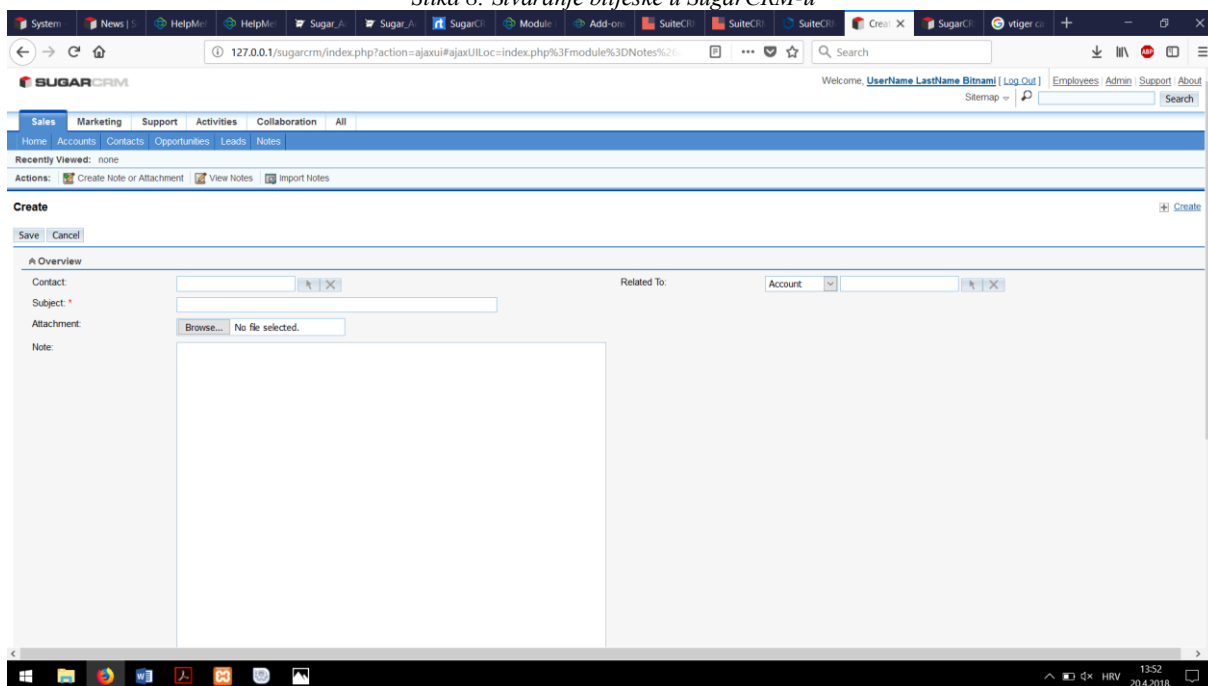 Slika 8. Stvaranje bilješke u SugarCRM-u
System News | S HelpMe HelpMe Sugar_A Sugar_A SugarC Module Add-on SuiteCR SuiteCR SuiteCR Creat SugarCR vtiger ca
127.0.0.1/sugarcrm/index.php?action=ajaxui#ajaxUILoc=index.php%3Fmodule%3DNotes%26 Search
SUGARCRM Welcome, UserName LastName Bitnami [ Log Out ] Employees | Admin | Support | About
Sitemap Search
Sales Marketing Support Activities Collaboration All
Home Accounts Contacts Opportunities Leads Notes
Recently Viewed: none
Actions: Create Note or Attachment View Notes Import Notes
Create Create
Save Cancel
Overview
Contact: Related To: Account
Subject: *
Attachment: Browse... No file selected.
Note:
HRV 13:52
20.4.2018.